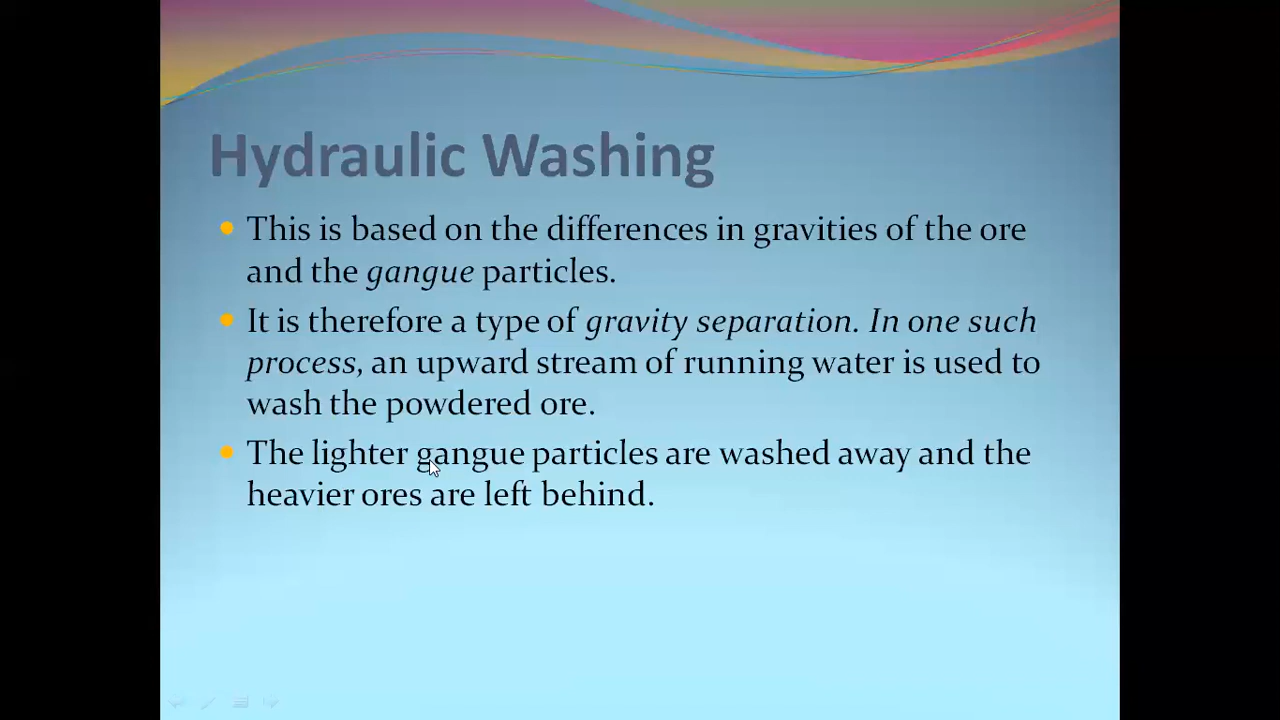 Hydraulic Washing
This is based on the differences in gravities of the ore
and the gangue particles.
It is therefore a type of gravity separation. In one such
process, an upward stream of running water is used to
wash the powdered ore.
The lighter gangue particles are washed away and the
heavier ores are left behind.